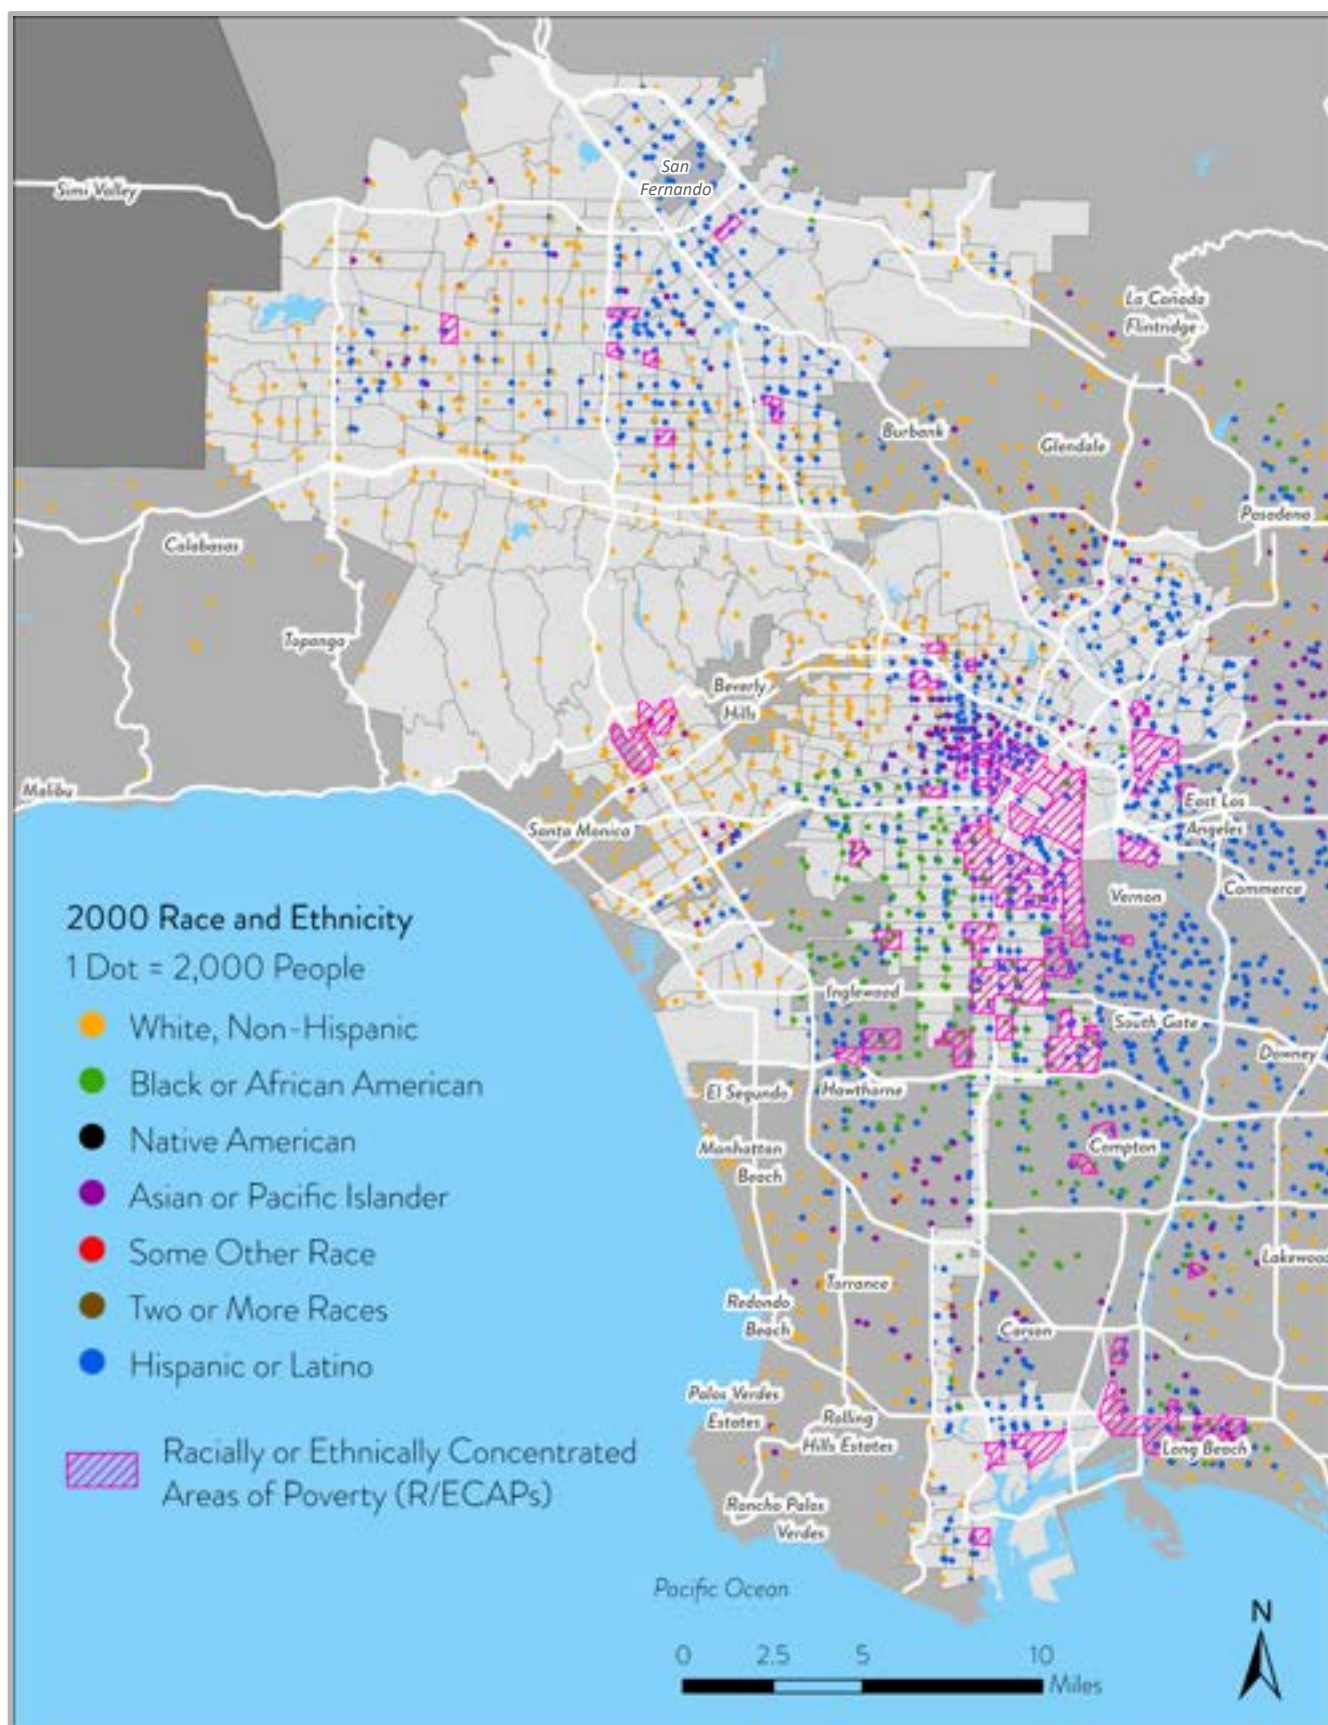 San
Fernando
Simi Valley
La Cañada
Flintridge
Burbank
Glendale
Pasadena
Calabasas
Topanga
Beverly
Hills
Malibu
Santa Monica
East Los
Angeles
Vernon
Commerce
Inglewood
South Gate
Downey
El Segundo
Hawthorne
Manhattan
Beach
Compton
Lakewood
Torrance
Redondo
Beach
Carson
Palos Verdes
Estates
Rolling
Hills Estates
Long Beach
Rancho Palos
Verdes
Pacific Ocean
2000 Race and Ethnicity
1 Dot = 2,000 People
White, Non-Hispanic
Black or African American
Native American
Asian or Pacific Islander
Some Other Race
Two or More Races
Hispanic or Latino
Racially or Ethnically Concentrated
Areas of Poverty (R/ECAPs)
0 2.5 5 10
Miles
N